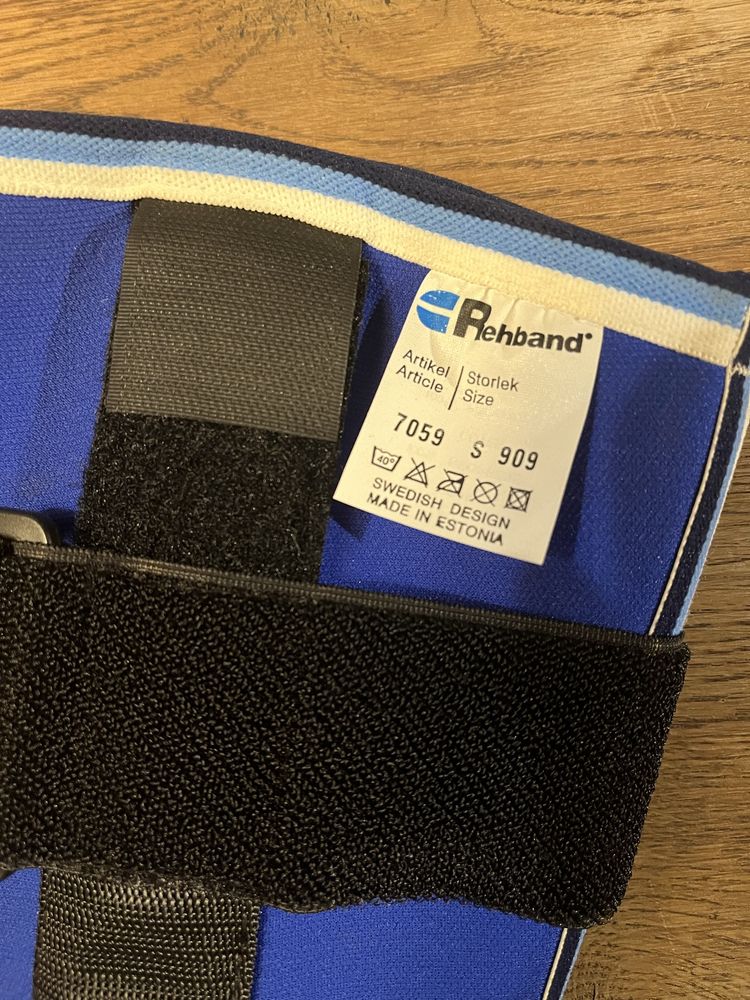 Rehband
Artikel Storlek
Article Size
7059 S 909
40°
SWEDISH DESIGN
MADE IN ESTONIA